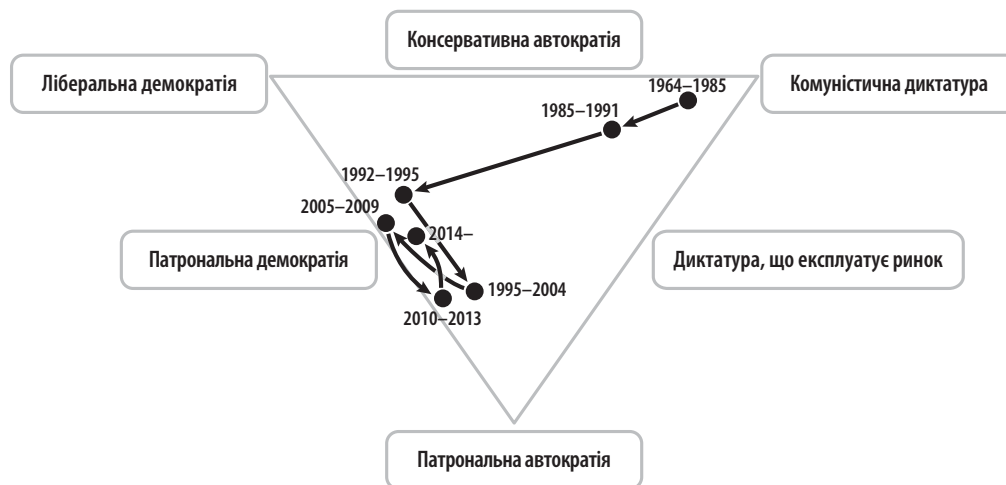 Консервативна автократія
Ліберальна демократія
Комуністична диктатура
1964–1985
1985–1991
1992–1995
2005–2009
2014–
Патрональна демократія
Диктатура, що експлуатує ринок
1995–2004
2010–2013
Патрональна автократія